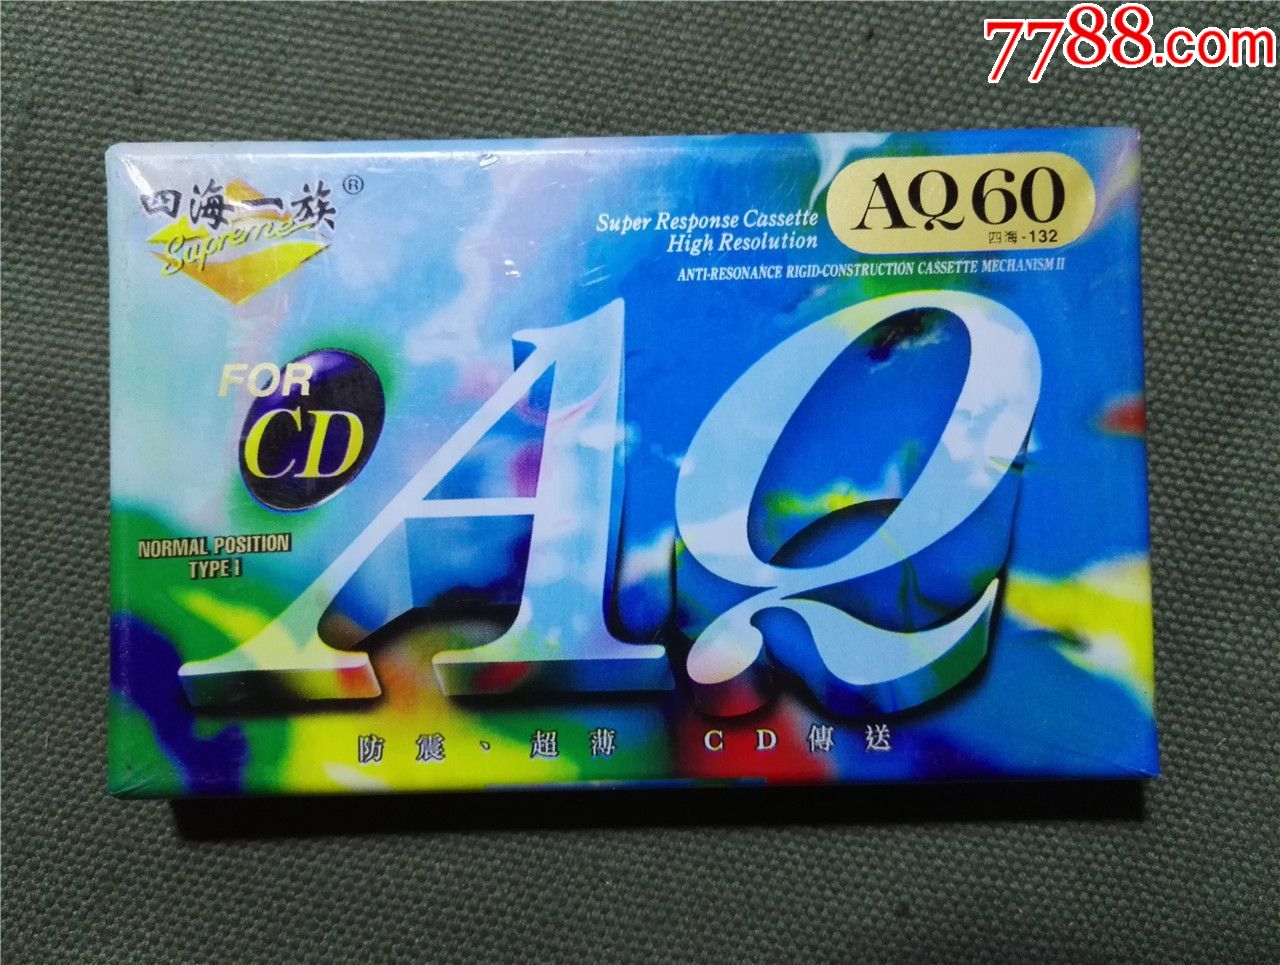 7788.com
四海一族®
Supreme
Super Response Cassette
High Resolution
AQ60
四海-132
ANTI-RESONANCE RIGID-CONSTRUCTION CASSETTE MECHANISM II
FOR
CD
AQ
NORMAL POSITION
TYPE I
防震、超薄 CD傳送